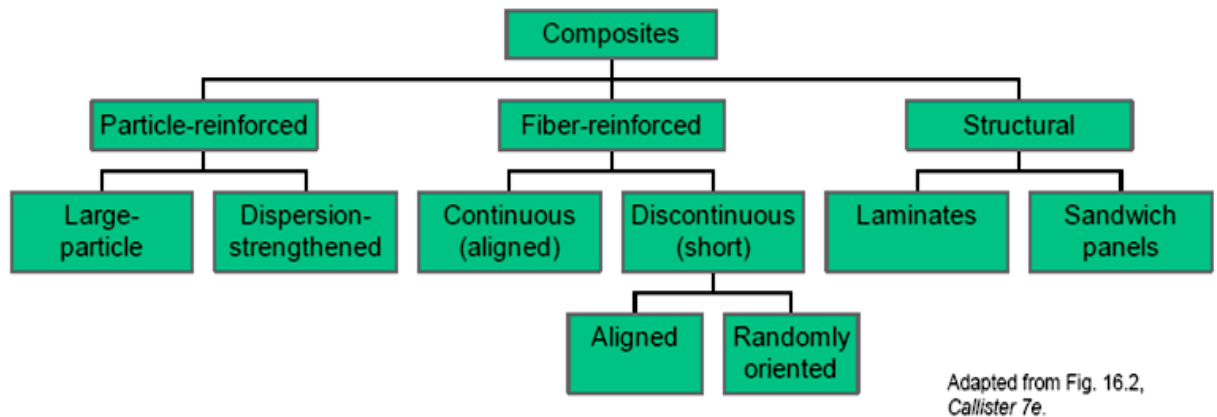 Composites
Particle-reinforced
Fiber-reinforced
Structural
Large-
particle
Dispersion-
strengthened
Continuous
(aligned)
Discontinuous
(short)
Laminates
Sandwich
panels
Aligned
Randomly
oriented
Adapted from Fig. 16.2,
Callister 7e.